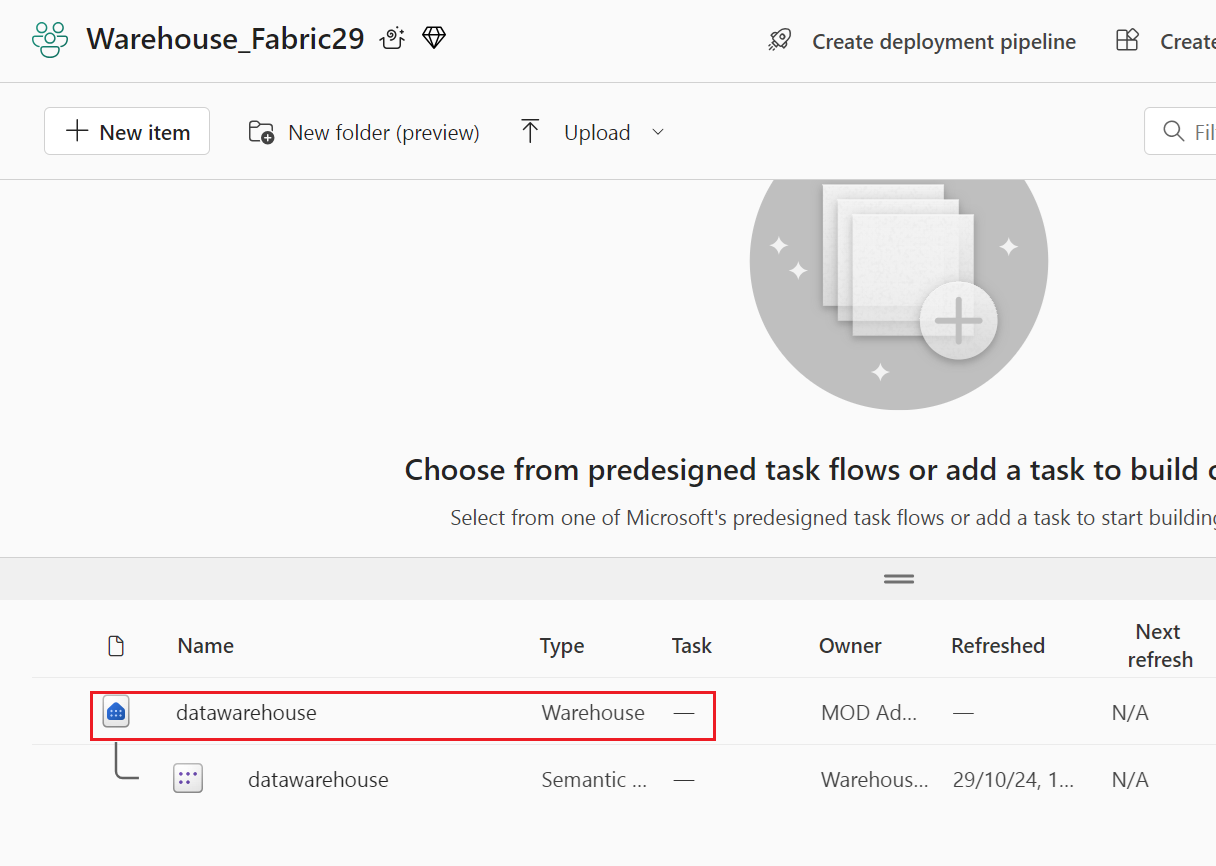 Warehouse_Fabric29
Create deployment pipeline
Create
New item
New folder (preview)
Upload
Fil
Choose from predesigned task flows or add a task to build
Select from one of Microsoft's predesigned task flows or add a task to start building
Name Type Task Owner Refreshed Next refresh
datawarehouse Warehouse — MOD Ad... — N/A
datawarehouse Semantic ... — Warehous... 29/10/24, 1... N/A